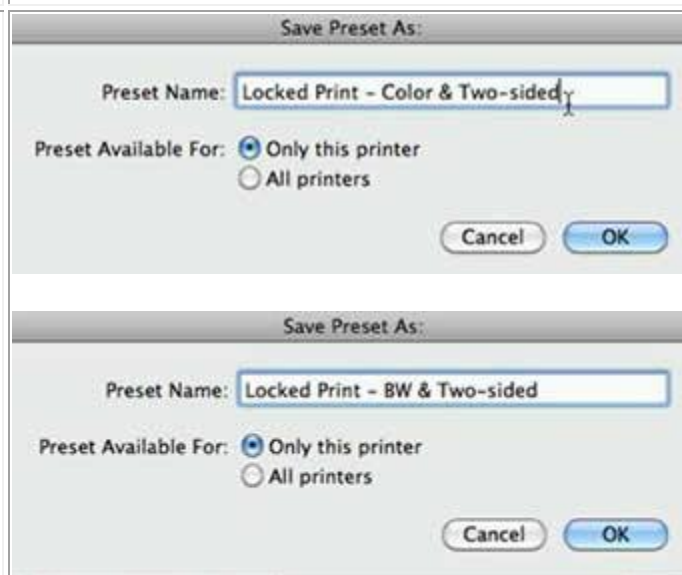 Save Preset As:
Preset Name: Locked Print - Color & Two-sided
Preset Available For: Only this printer
All printers
Cancel OK
Save Preset As:
Preset Name: Locked Print - BW & Two-sided
Preset Available For: Only this printer
All printers
Cancel OK